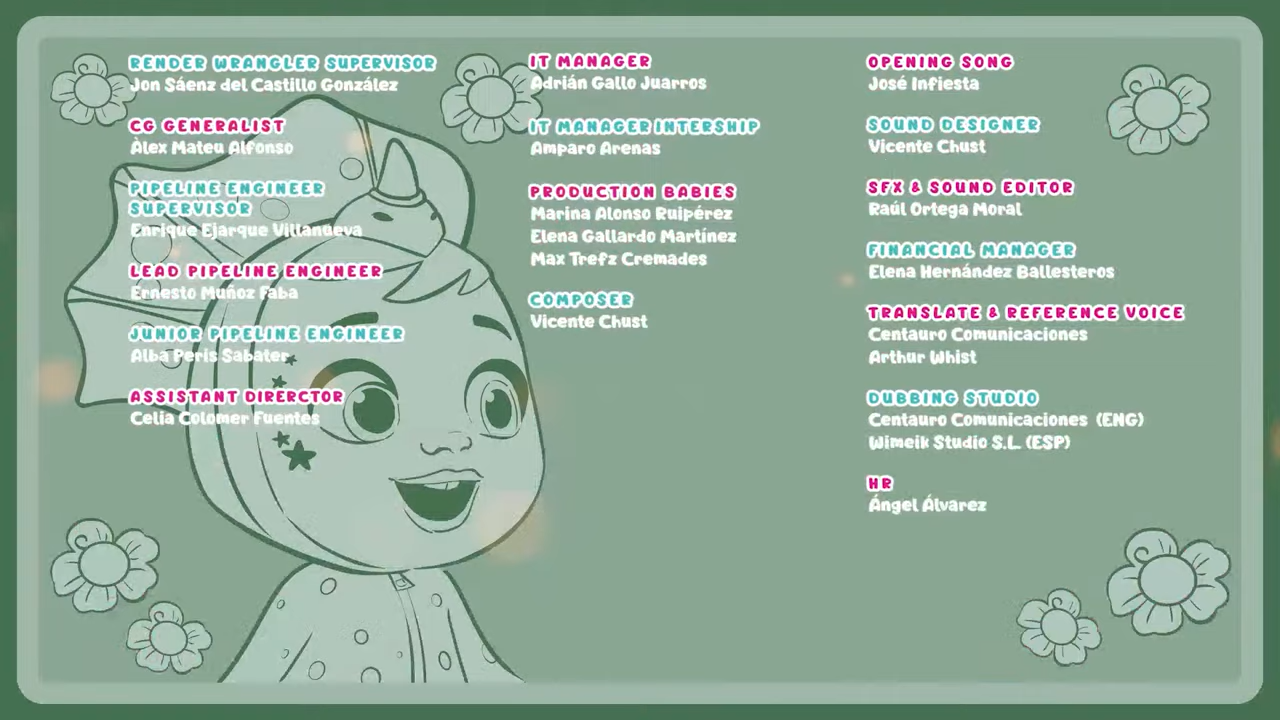 RENDER WRANGLER SUPERVISOR
Jon Sáenz del Castillo González
CG GENERALIST
Àlex Mateu Alfonso
PIPELINE ENGINEER
SUPERVISOR
Enrique Ejarque Villanueva
LEAD PIPELINE ENGINEER
Ernesto Muñoz Faba
JUNIOR PIPELINE ENGINEER
Alba Peris Sabater
ASSISTANT DIRERCTOR
Celia Colomer Fuentes
IT MANAGER
Adrián Gallo Juarros
IT MANAGER INTERSHIP
Amparo Arenas
PRODUCTION BABIES
Marina Alonso Ruipérez
Elena Gallardo Martínez
Max Trefz Cremades
COMPOSER
Vicente Chust
OPENING SONG
José Infiesta
SOUND DESIGNER
Vicente Chust
SFX & SOUND EDITOR
Raúl Ortega Moral
FINANCIAL MANAGER
Elena Hernández Ballesteros
TRANSLATE & REFERENCE VOICE
Centauro Comunicaciones
Arthur Whist
DUBBING STUDIO
Centauro Comunicaciones (ENG)
Wimeik Studio S.L. (ESP)
HR
Ángel Álvarez